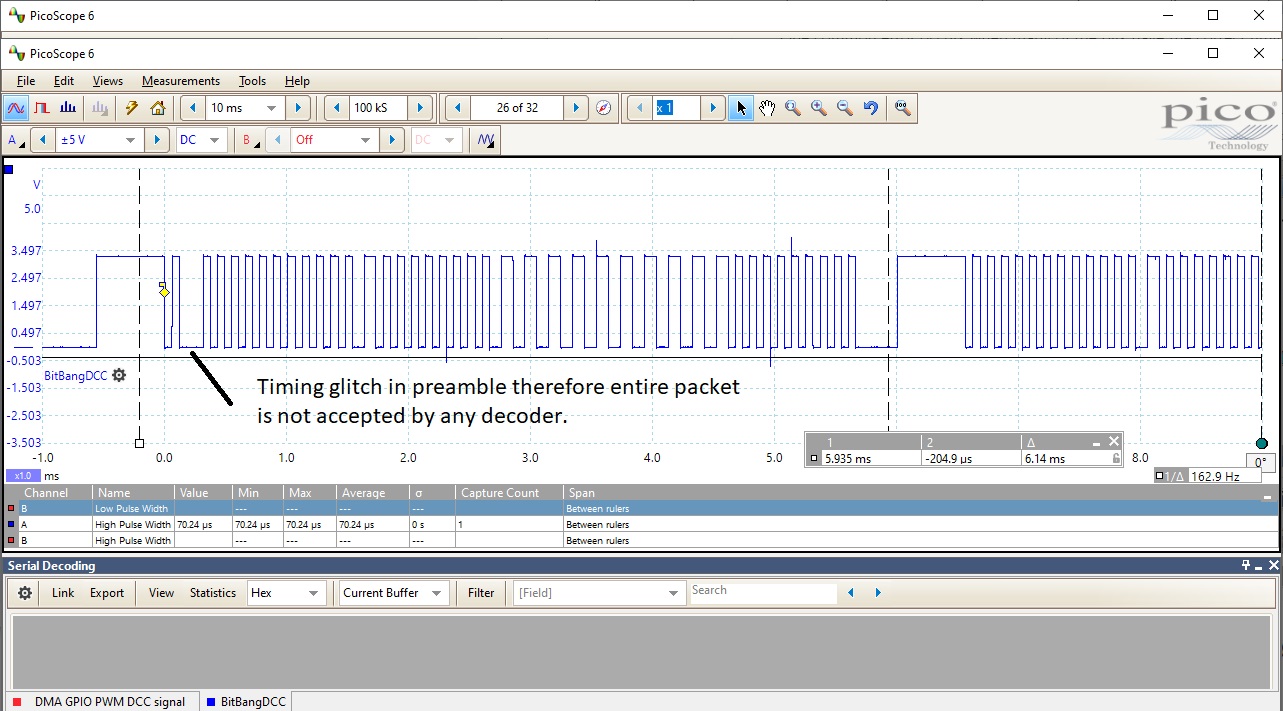 PicoScope 6
PicoScope 6
File Edit Views Measurements Tools Help
10 ms 100 kS 26 of 32 x 1
pico
Technology
A ±5 V DC B Off DC
V
5.0
3.497
2.497
1.497
0.497
-0.503
BitBangDCC
-1.503
-2.503
-3.503
Timing glitch in preamble therefore entire packet
is not accepted by any decoder.
1 2 Δ
5.935 ms -204.9 µs 6.14 ms
-1.0 0.0 1.0 2.0 3.0 4.0 5.0 8.0 0°
x1.0 ms 1/Δ 162.9 Hz
Channel Name Value Min Max Average σ Capture Count Span
B Low Pulse Width --- --- --- --- Between rulers
A High Pulse Width 70.24 µs 70.24 µs 70.24 µs 70.24 µs 0 s 1 Between rulers
B High Pulse Width --- --- --- --- Between rulers
Serial Decoding
Link Export View Statistics Hex Current Buffer Filter [Field] Search
DMA GPIO PWM DCC signal BitBangDCC